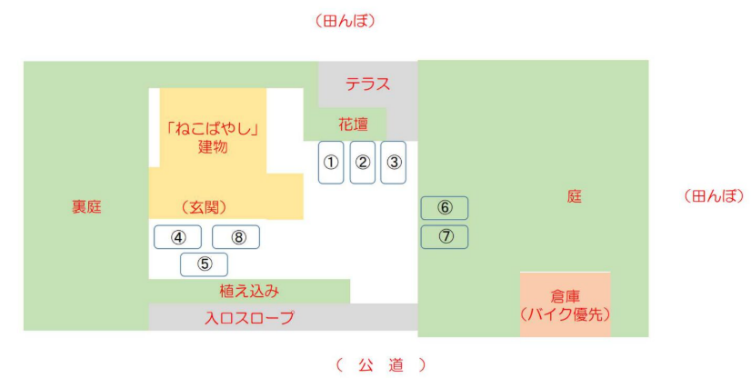 （田んぼ）
テラス
花壇
「ねこばやし」
建物
① ② ③
裏庭
（玄関）
⑥
庭
（田んぼ）
④ ⑧
⑦
⑤
植え込み
倉庫
（バイク優先）
入口スロープ
（ 公 道 ）